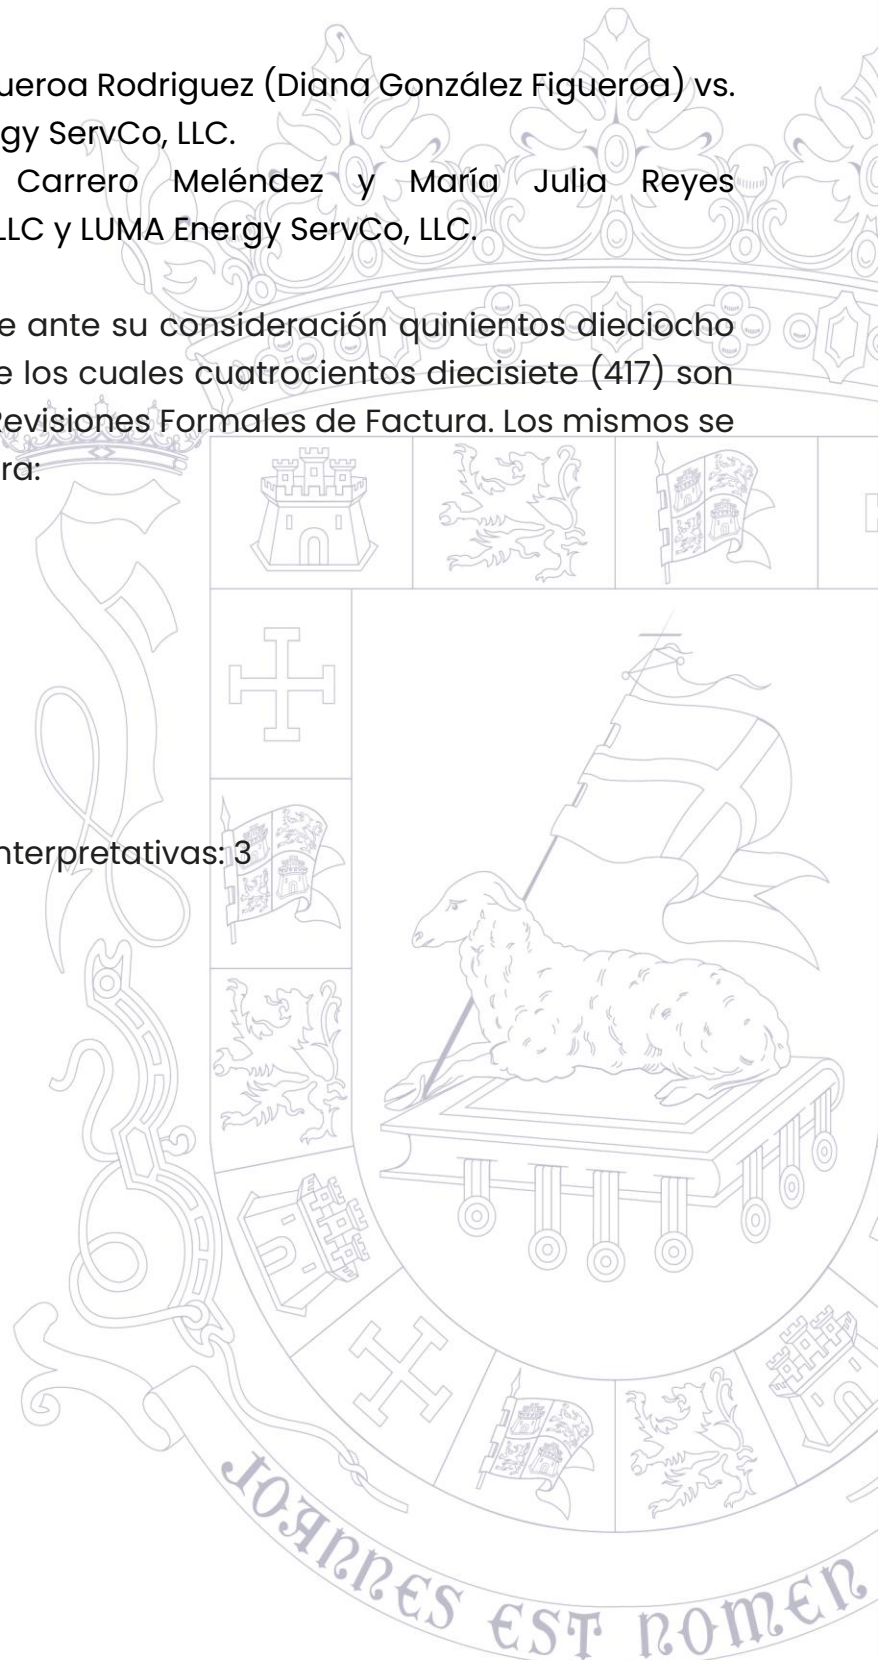 ueroa Rodriguez (Diana González Figueroa) vs.
gy ServCo, LLC.
Carrero Meléndez y María Julia Reyes
LLC y LUMA Energy ServCo, LLC.
e ante su consideración quinientos dieciocho
e los cuales cuatrocientos diecisiete (417) son
Revisiones Formales de Factura. Los mismos se
ra:
nterpretativas: 3
JOANNES EST NOMEN